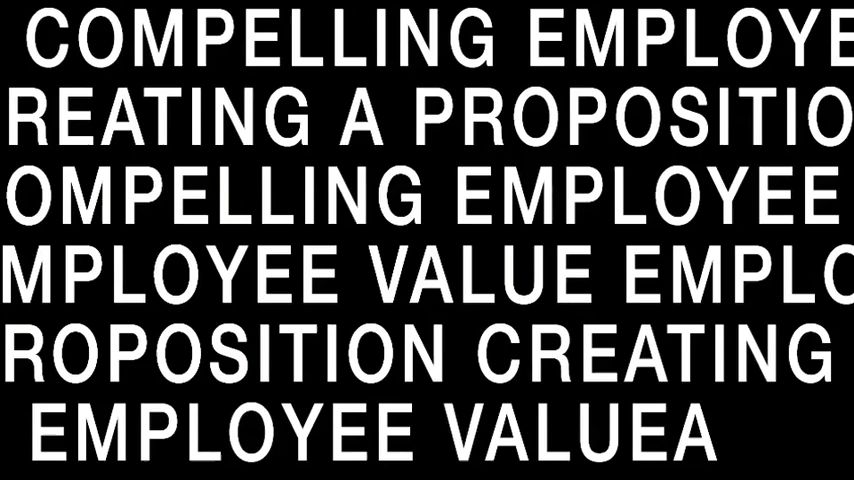 COMPELLING EMPLOYE
REATING A PROPOSITIO
OMPELLING EMPLOYEE
MPLOYEE VALUE EMPLO
ROPOSITION CREATING
EMPLOYEE VALUEA